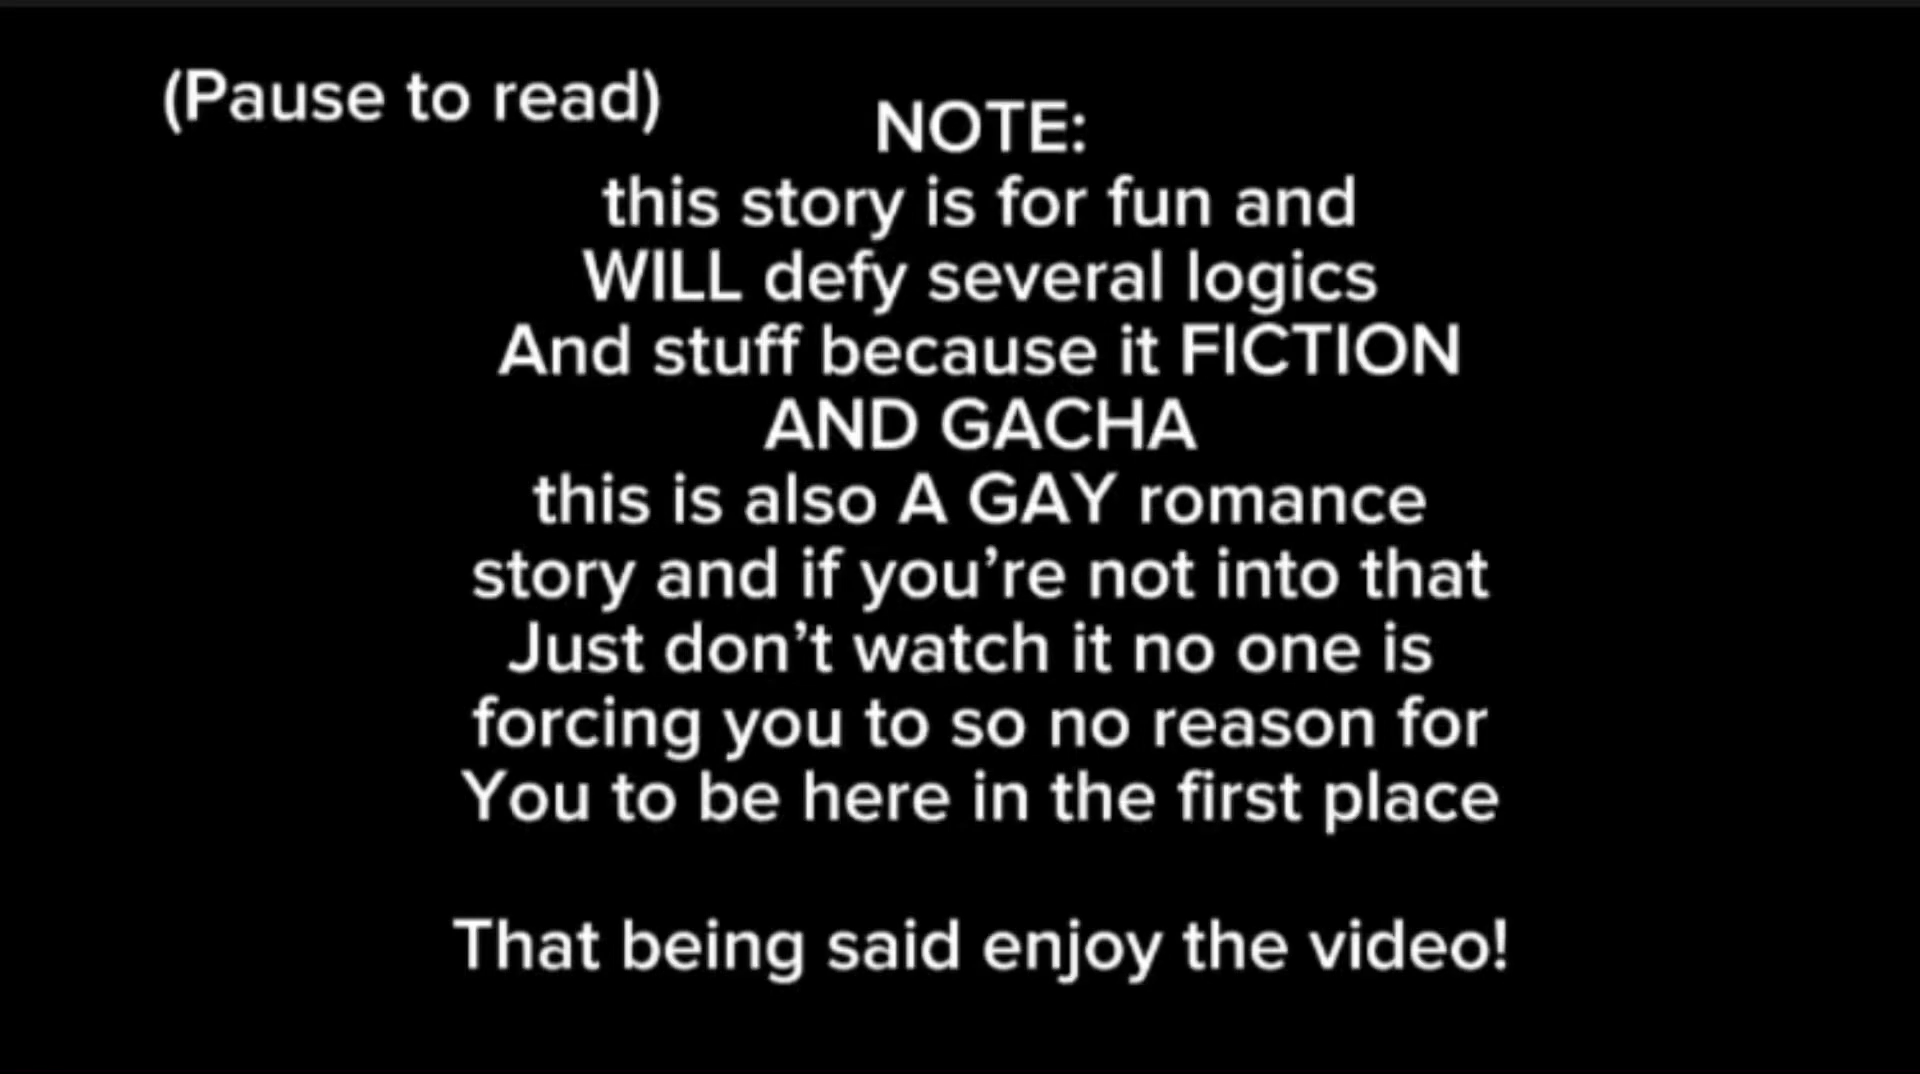 (Pause to read)
NOTE:
this story is for fun and
WILL defy several logics
And stuff because it FICTION
AND GACHA
this is also A GAY romance
story and if you’re not into that
Just don’t watch it no one is
forcing you to so no reason for
You to be here in the first place
That being said enjoy the video!